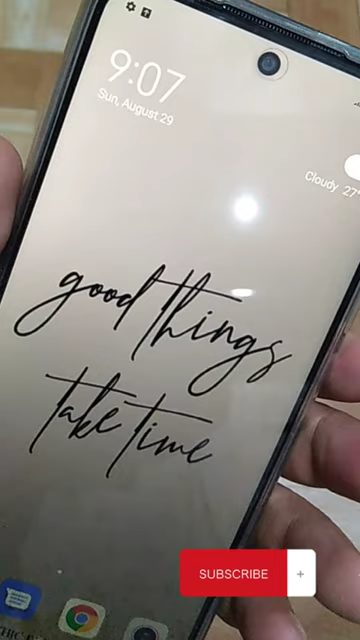 9:07
Sun, August 29
Cloudy 27°
good things
take time
SUBSCRIBE +